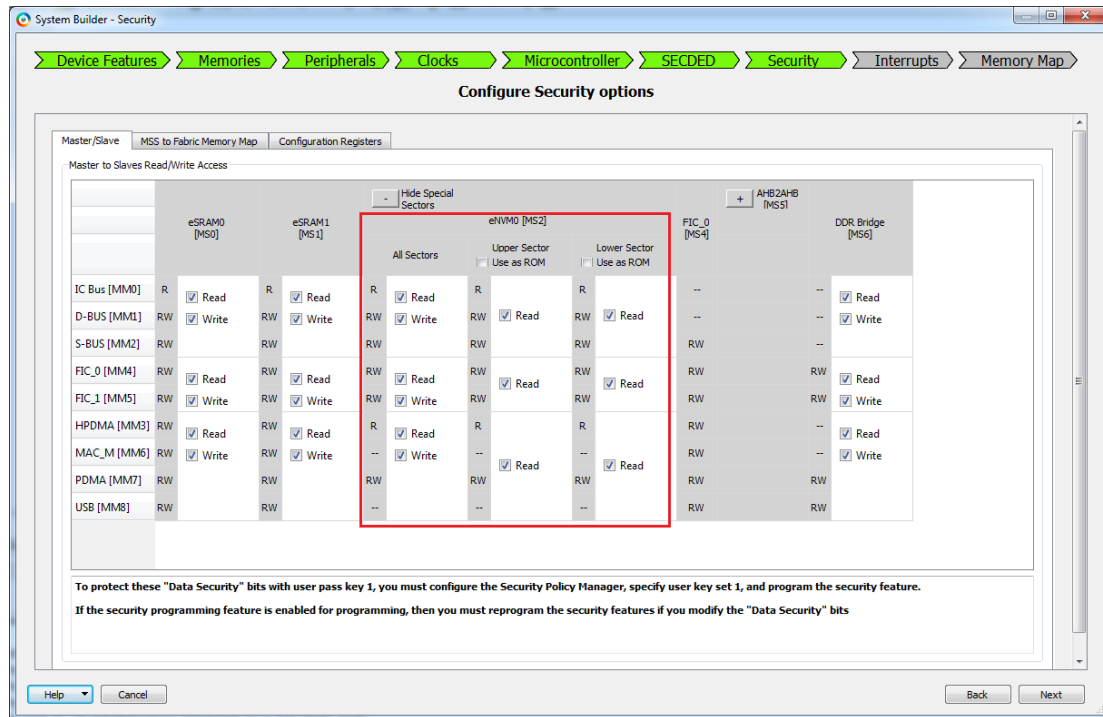 System Builder - Security
Device Features Memories Peripherals Clocks Microcontroller SECDED Security Interrupts Memory Map
Configure Security options
Master/Slave MSS to Fabric Memory Map Configuration Registers
Master to Slaves Read/Write Access
- Hide Special Sectors + AHB2AHB [MS5]
eSRAM0 [MS0] eSRAM1 [MS1] eNVM0 [MS2] FIC_0 [MS4] DDR Bridge [MS6]
All Sectors Upper Sector Use as ROM Lower Sector Use as ROM
IC Bus [MM0] R Read R Read R Read R R -- -- Read
D-BUS [MM1] RW Write RW Write RW Write RW Read RW Read -- -- Write
S-BUS [MM2] RW RW RW RW RW RW --
FIC_0 [MM4] RW Read RW Read RW Read RW Read RW Read RW RW Read
FIC_1 [MM5] RW Write RW Write RW Write RW RW RW RW Write
HPDMA [MM3] RW Read RW Read R Read R R RW -- Read
MAC_M [MM6] RW Write RW Write -- Write -- Read -- Read RW -- Write
PDMA [MM7] RW RW RW RW RW RW RW
USB [MM8] RW RW -- -- -- RW RW
To protect these "Data Security" bits with user pass key 1, you must configure the Security Policy Manager, specify user key set 1, and program the security feature.
If the security programming feature is enabled for programming, then you must reprogram the security features if you modify the "Data Security" bits
Help Cancel Back Next